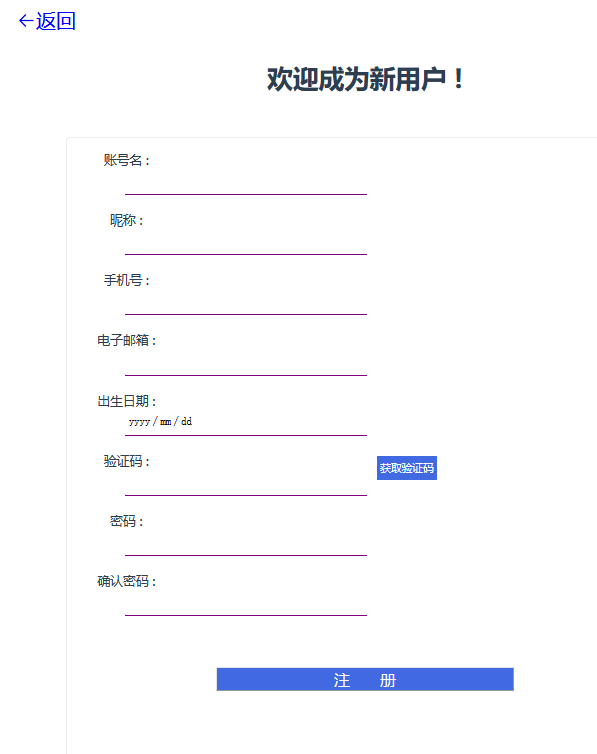 ←返回
欢迎成为新用户！
账号名：
昵称：
手机号：
电子邮箱：
出生日期：
yyyy / mm / dd
验证码：
获取验证码
密码：
确认密码：
注 册